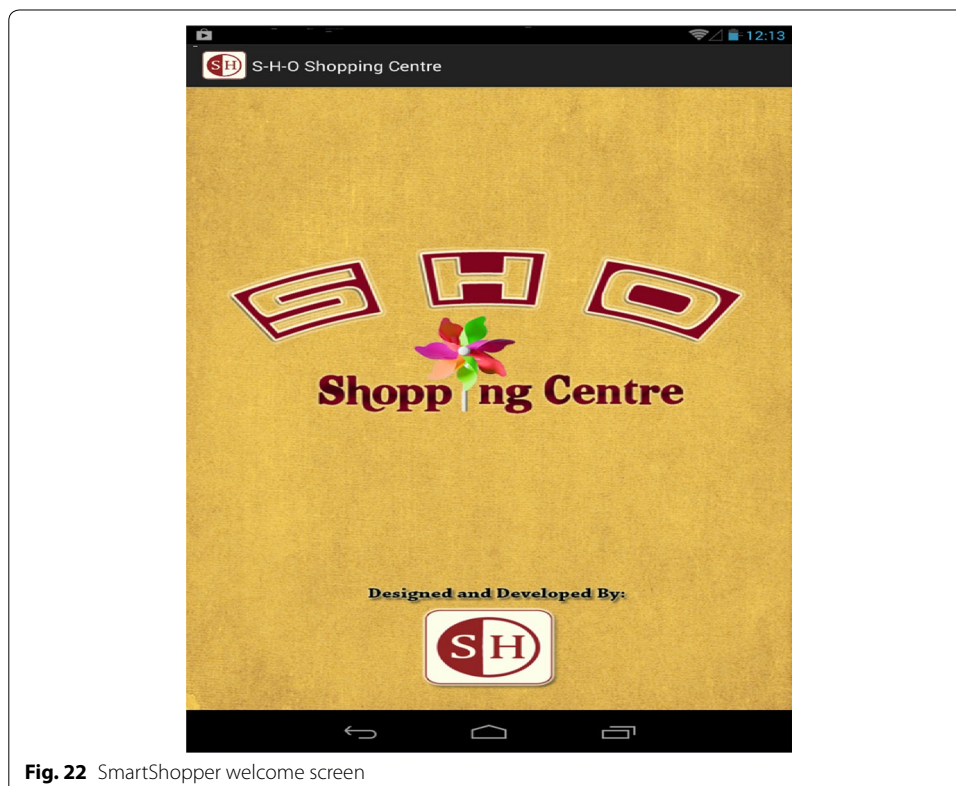 12:13
SH S-H-O Shopping Centre
SHO
Shopp ng Centre
Designed and Developed By:
SH
Fig. 22 SmartShopper welcome screen